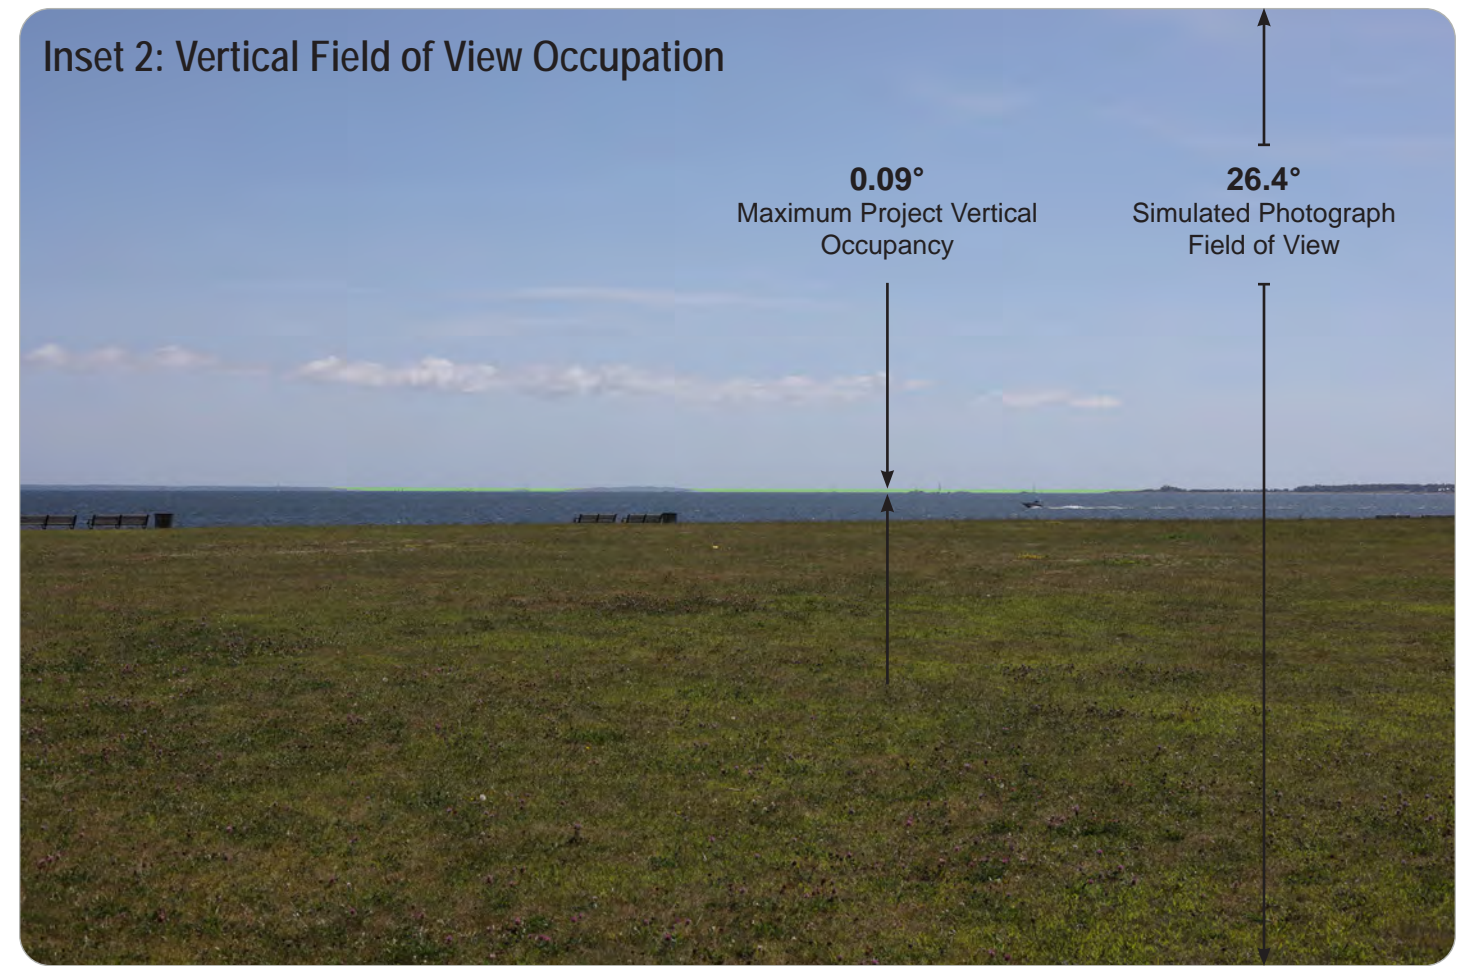 Inset 2: Vertical Field of View Occupation
0.09°
Maximum Project Vertical
Occupancy
26.4°
Simulated Photograph
Field of View